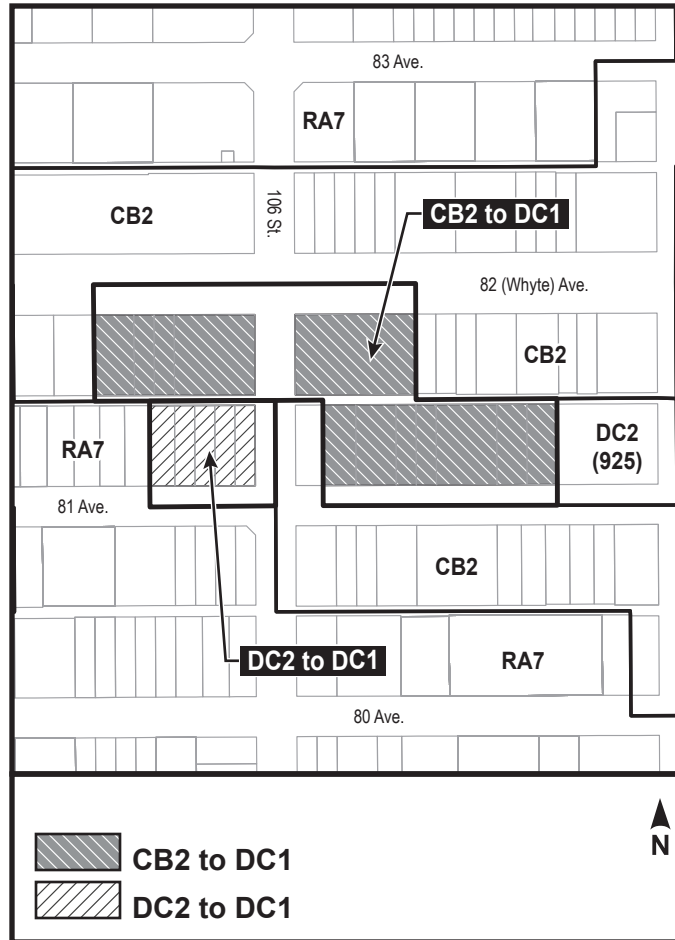 83 Ave.
RA7
CB2
106 St.
CB2 to DC1
82 (Whyte) Ave.
CB2
RA7
DC2
(925)
81 Ave.
CB2
DC2 to DC1
RA7
80 Ave.
CB2 to DC1
DC2 to DC1
N